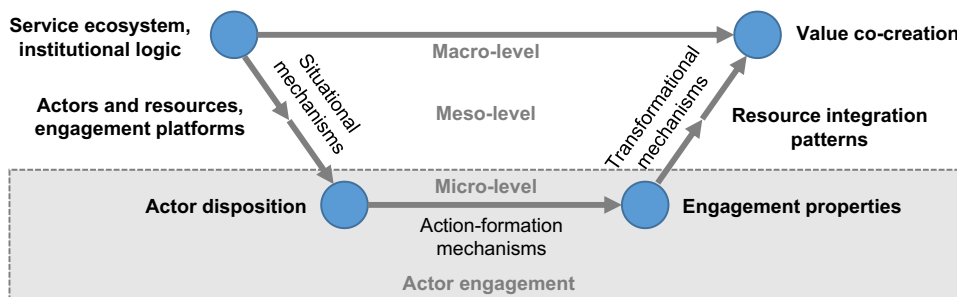 Service ecosystem,
institutional logic
Value co-creation
Macro-level
Situational
mechanisms
Transformational
mechanisms
Actors and resources,
engagement platforms
Meso-level
Resource integration
patterns
Micro-level
Actor disposition
Engagement properties
Action-formation
mechanisms
Actor engagement